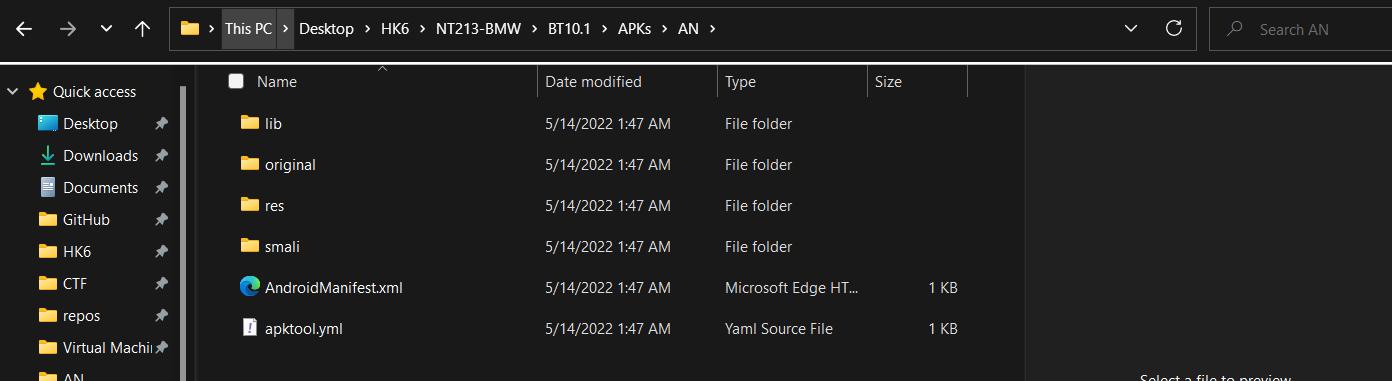 This PC Desktop HK6 NT213-BMW BT10.1 APKs AN Search AN
Quick access
Desktop
Downloads
Documents
GitHub
HK6
CTF
repos
Virtual Machi
AN
Name Date modified Type Size
lib 5/14/2022 1:47 AM File folder
original 5/14/2022 1:47 AM File folder
res 5/14/2022 1:47 AM File folder
smali 5/14/2022 1:47 AM File folder
AndroidManifest.xml 5/14/2022 1:47 AM Microsoft Edge HT... 1 KB
apktool.yml 5/14/2022 1:47 AM Yaml Source File 1 KB
Select a file to preview